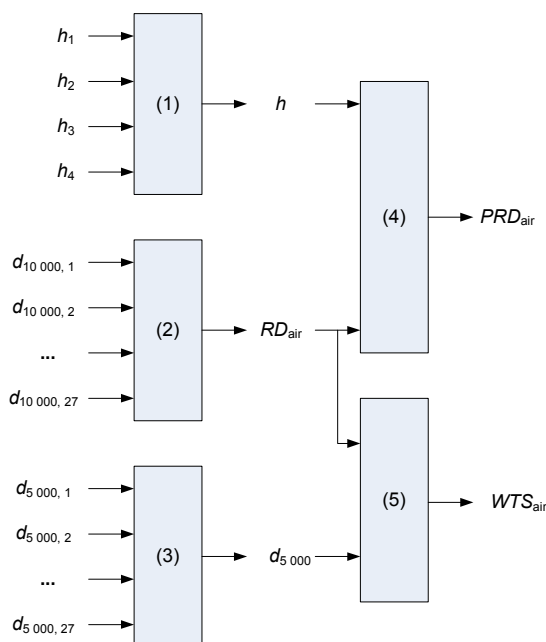 h1
h2
h3
h4
(1)
h
(4)
PRDair
d10 000, 1
d10 000, 2
...
d10 000, 27
(2)
RDair
d5 000, 1
d5 000, 2
...
d5 000, 27
(3)
d5 000
(5)
WTSair